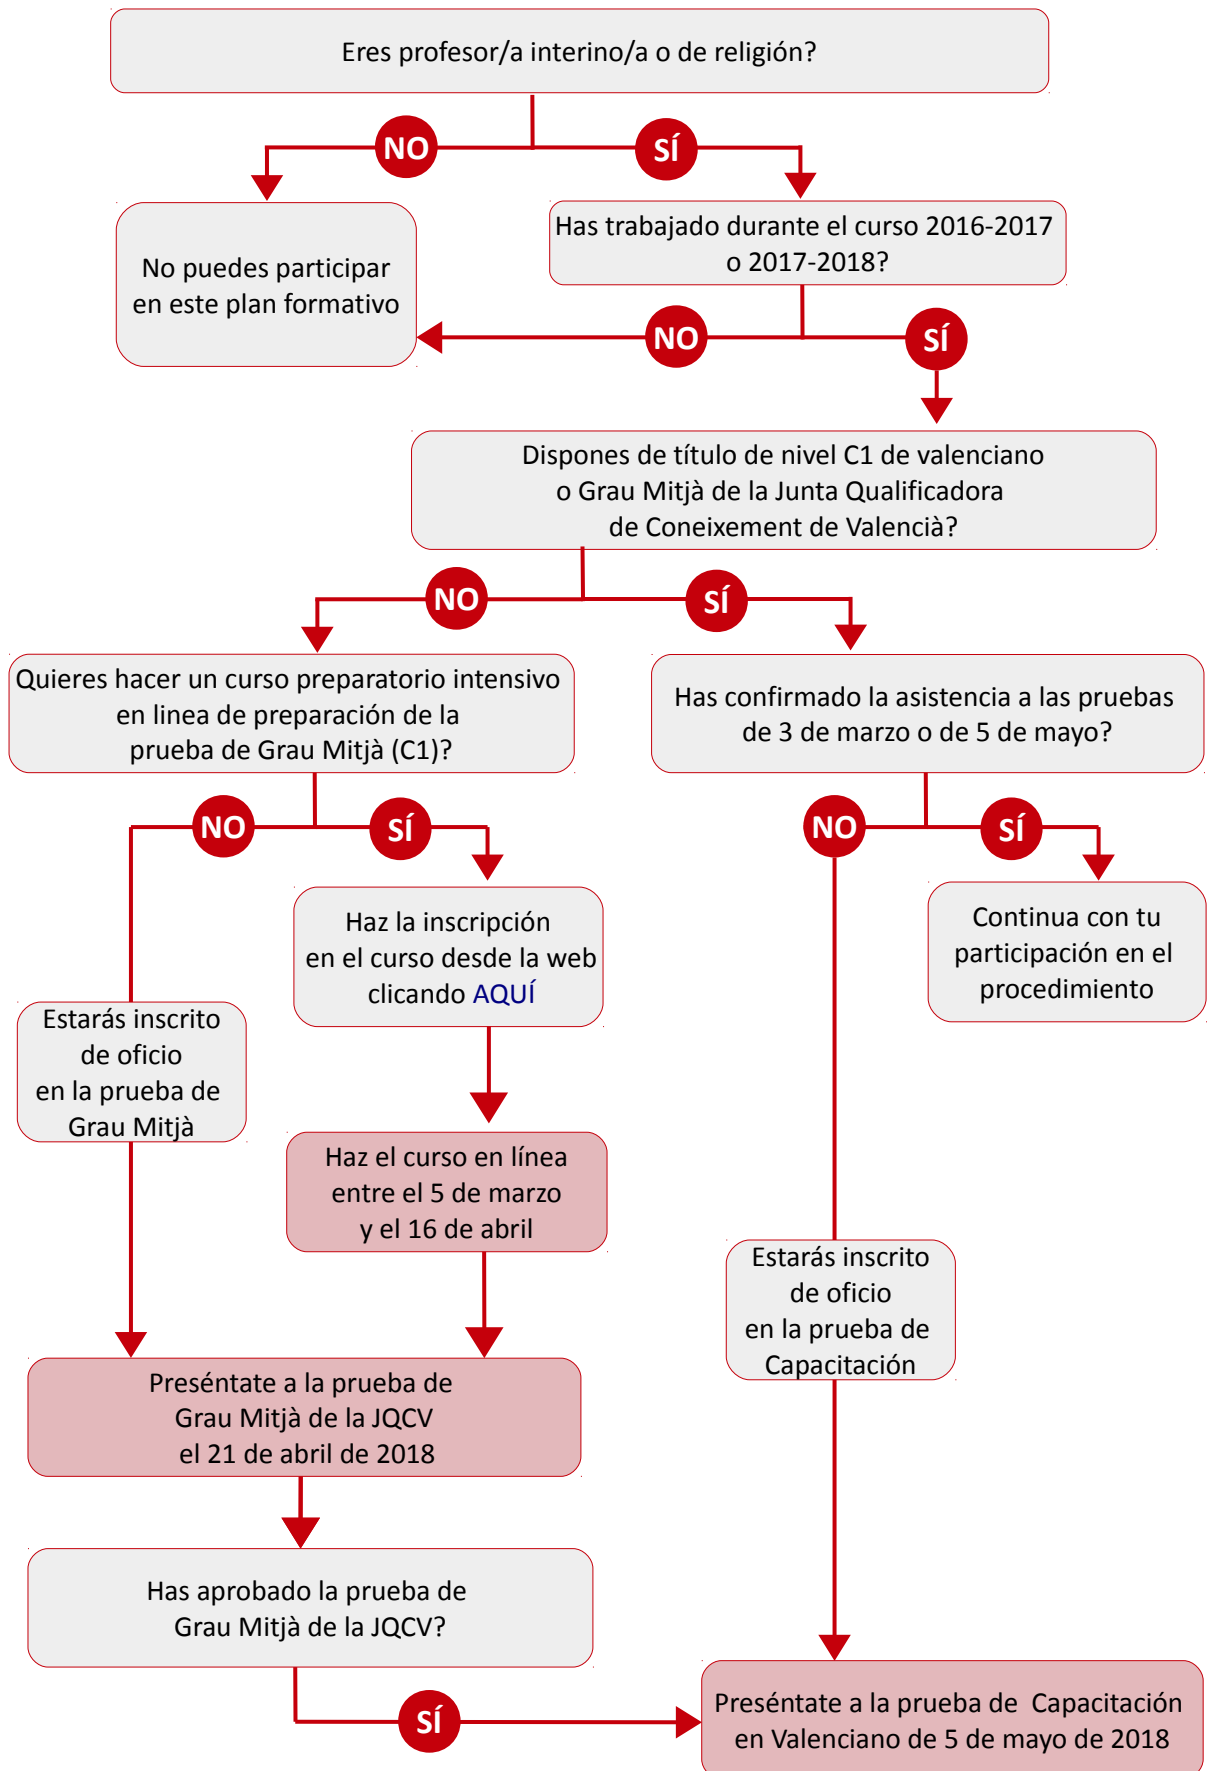 Eres profesor/a interino/a o de religión?
NO
SÍ
No puedes participar
en este plan formativo
Has trabajado durante el curso 2016-2017
o 2017-2018?
NO
SÍ
Dispones de título de nivel C1 de valenciano
o Grau Mitjà de la Junta Qualificadora
de Coneixement de Valencià?
NO
SÍ
Quieres hacer un curso preparatorio intensivo
en linea de preparación de la
prueba de Grau Mitjà (C1)?
Has confirmado la asistencia a las pruebas
de 3 de marzo o de 5 de mayo?
NO
SÍ
NO
SÍ
Haz la inscripción
en el curso desde la web
clicando AQUÍ
Continua con tu
participación en el
procedimiento
Estarás inscrito
de oficio
en la prueba de
Grau Mitjà
Haz el curso en línea
entre el 5 de marzo
y el 16 de abril
Estarás inscrito
de oficio
en la prueba de
Capacitación
Preséntate a la prueba de
Grau Mitjà de la JQCV
el 21 de abril de 2018
Has aprobado la prueba de
Grau Mitjà de la JQCV?
SÍ
Preséntate a la prueba de Capacitación
en Valenciano de 5 de mayo de 2018